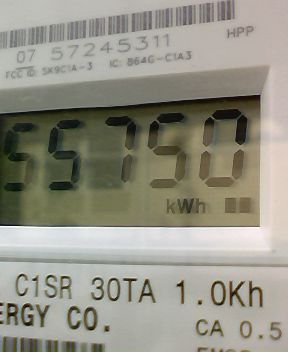 07 57245311
HPP
FCC ID: SK9C1A-3 IC: 864G-C1A3
55750
kWh
C1SR 30TA 1.0Kh
ERGY CO.
CA 0.5